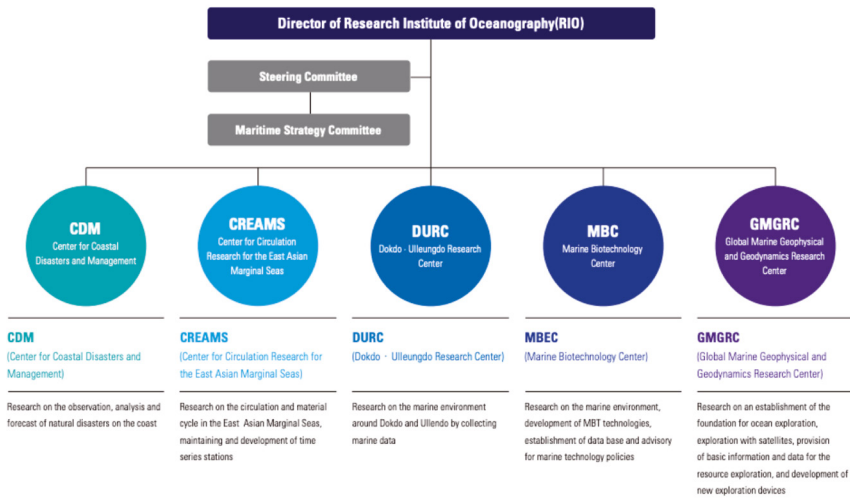 Director of Research Institute of Oceanography(RIO)
Steering Committee
Maritime Strategy Committee
CDM
Center for Coastal
Disasters and Management
CREAMS
Center for Circulation
Research for the East Asian
Marginal Seas
DURC
Dokdo · Ulleungdo Research
Center
MBC
Marine Biotechnology
Center
GMGRC
Global Marine Geophysical
and Geodynamics Research
Center
CDM
(Center for Coastal Disasters and
Management)
Research on the observation, analysis and
forecast of natural disasters on the coast
CREAMS
(Center for Circulation Research for
the East Asian Marginal Seas)
Research on the circulation and material
cycle in the East Asian Marginal Seas,
maintaining and development of time
series stations
DURC
(Dokdo · Ulleungdo Research Center)
Research on the marine environment
around Dokdo and Ullendo by collecting
marine data
MBEC
(Marine Biotechnology Center)
Research on the marine environment,
development of MBT technologies,
establishment of data base and advisory
for marine technology policies
GMGRC
(Global Marine Geophysical and
Geodynamics Research Center)
Research on an establishment of the
foundation for ocean exploration,
exploration with satellites, provision
of basic information and data for the
resource exploration, and development of
new exploration devices